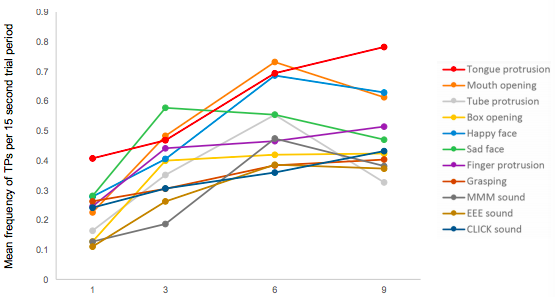 Mean frequency of TPs per 15 second trial period
0.9
0.8
0.7
0.6
0.5
0.4
0.3
0.2
0.1
0
1 3 6 9
Tongue protrusion
Mouth opening
Tube protrusion
Box opening
Happy face
Sad face
Finger protrusion
Grasping
MMM sound
EEE sound
CLICK sound